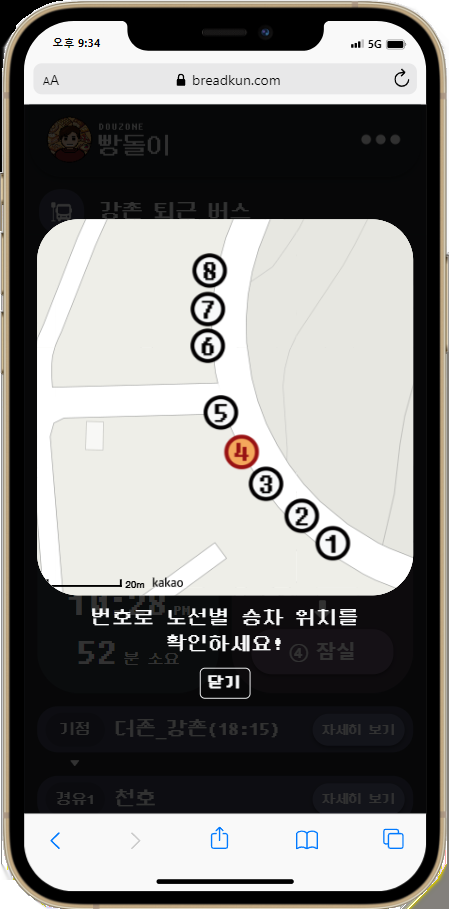 오후 9:34
5G
AA
breadkun.com
DOUZONE
빵돌이
강촌 퇴근 버스
8
7
6
5
4
3
2
1
20m kakao
PM
번호로 노선별 승차 위치를
확인하세요!
52 분 소요
④ 잠실
닫기
기점 더존_강촌(18:15) 자세히 보기
경유1 천호 자세히 보기